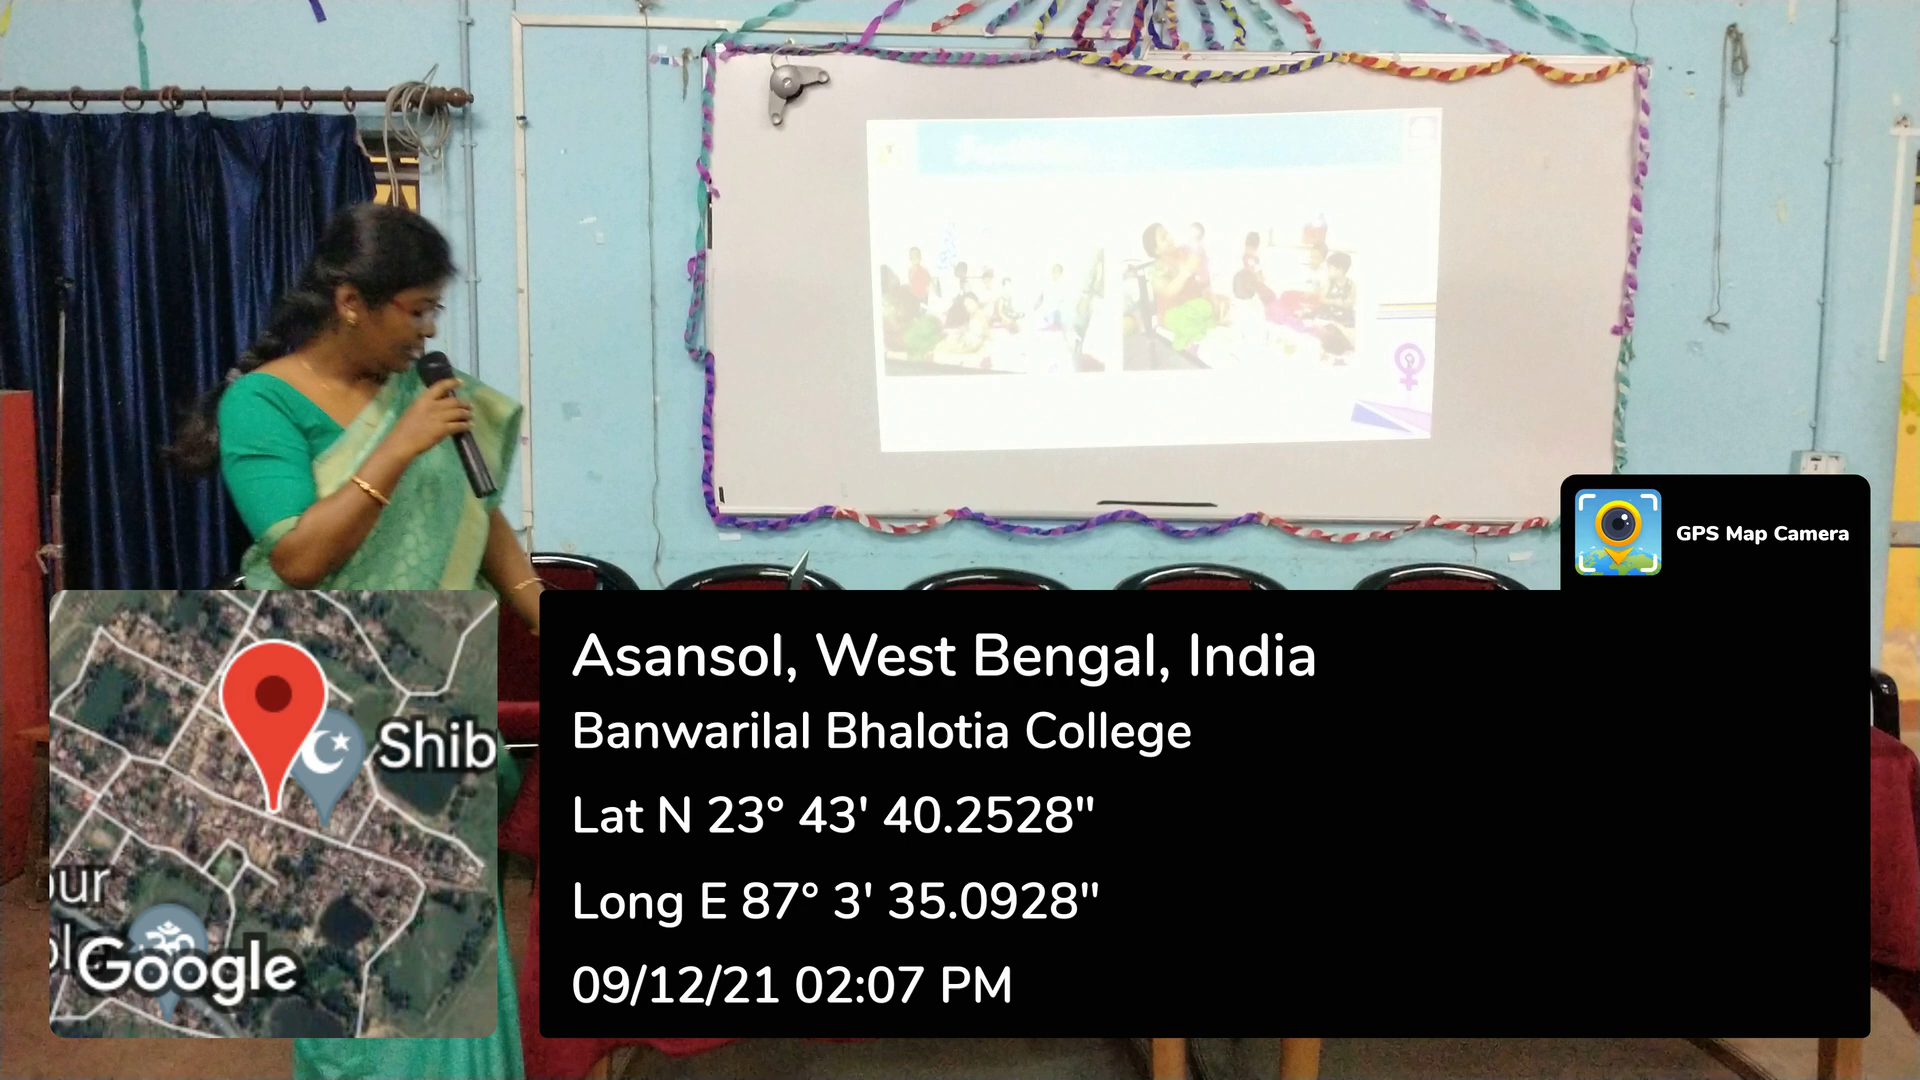 GPS Map Camera
Asansol, West Bengal, India
Banwarilal Bhalotia College
Lat N 23° 43' 40.2528"
Long E 87° 3' 35.0928"
09/12/21 02:07 PM
Shib
Google